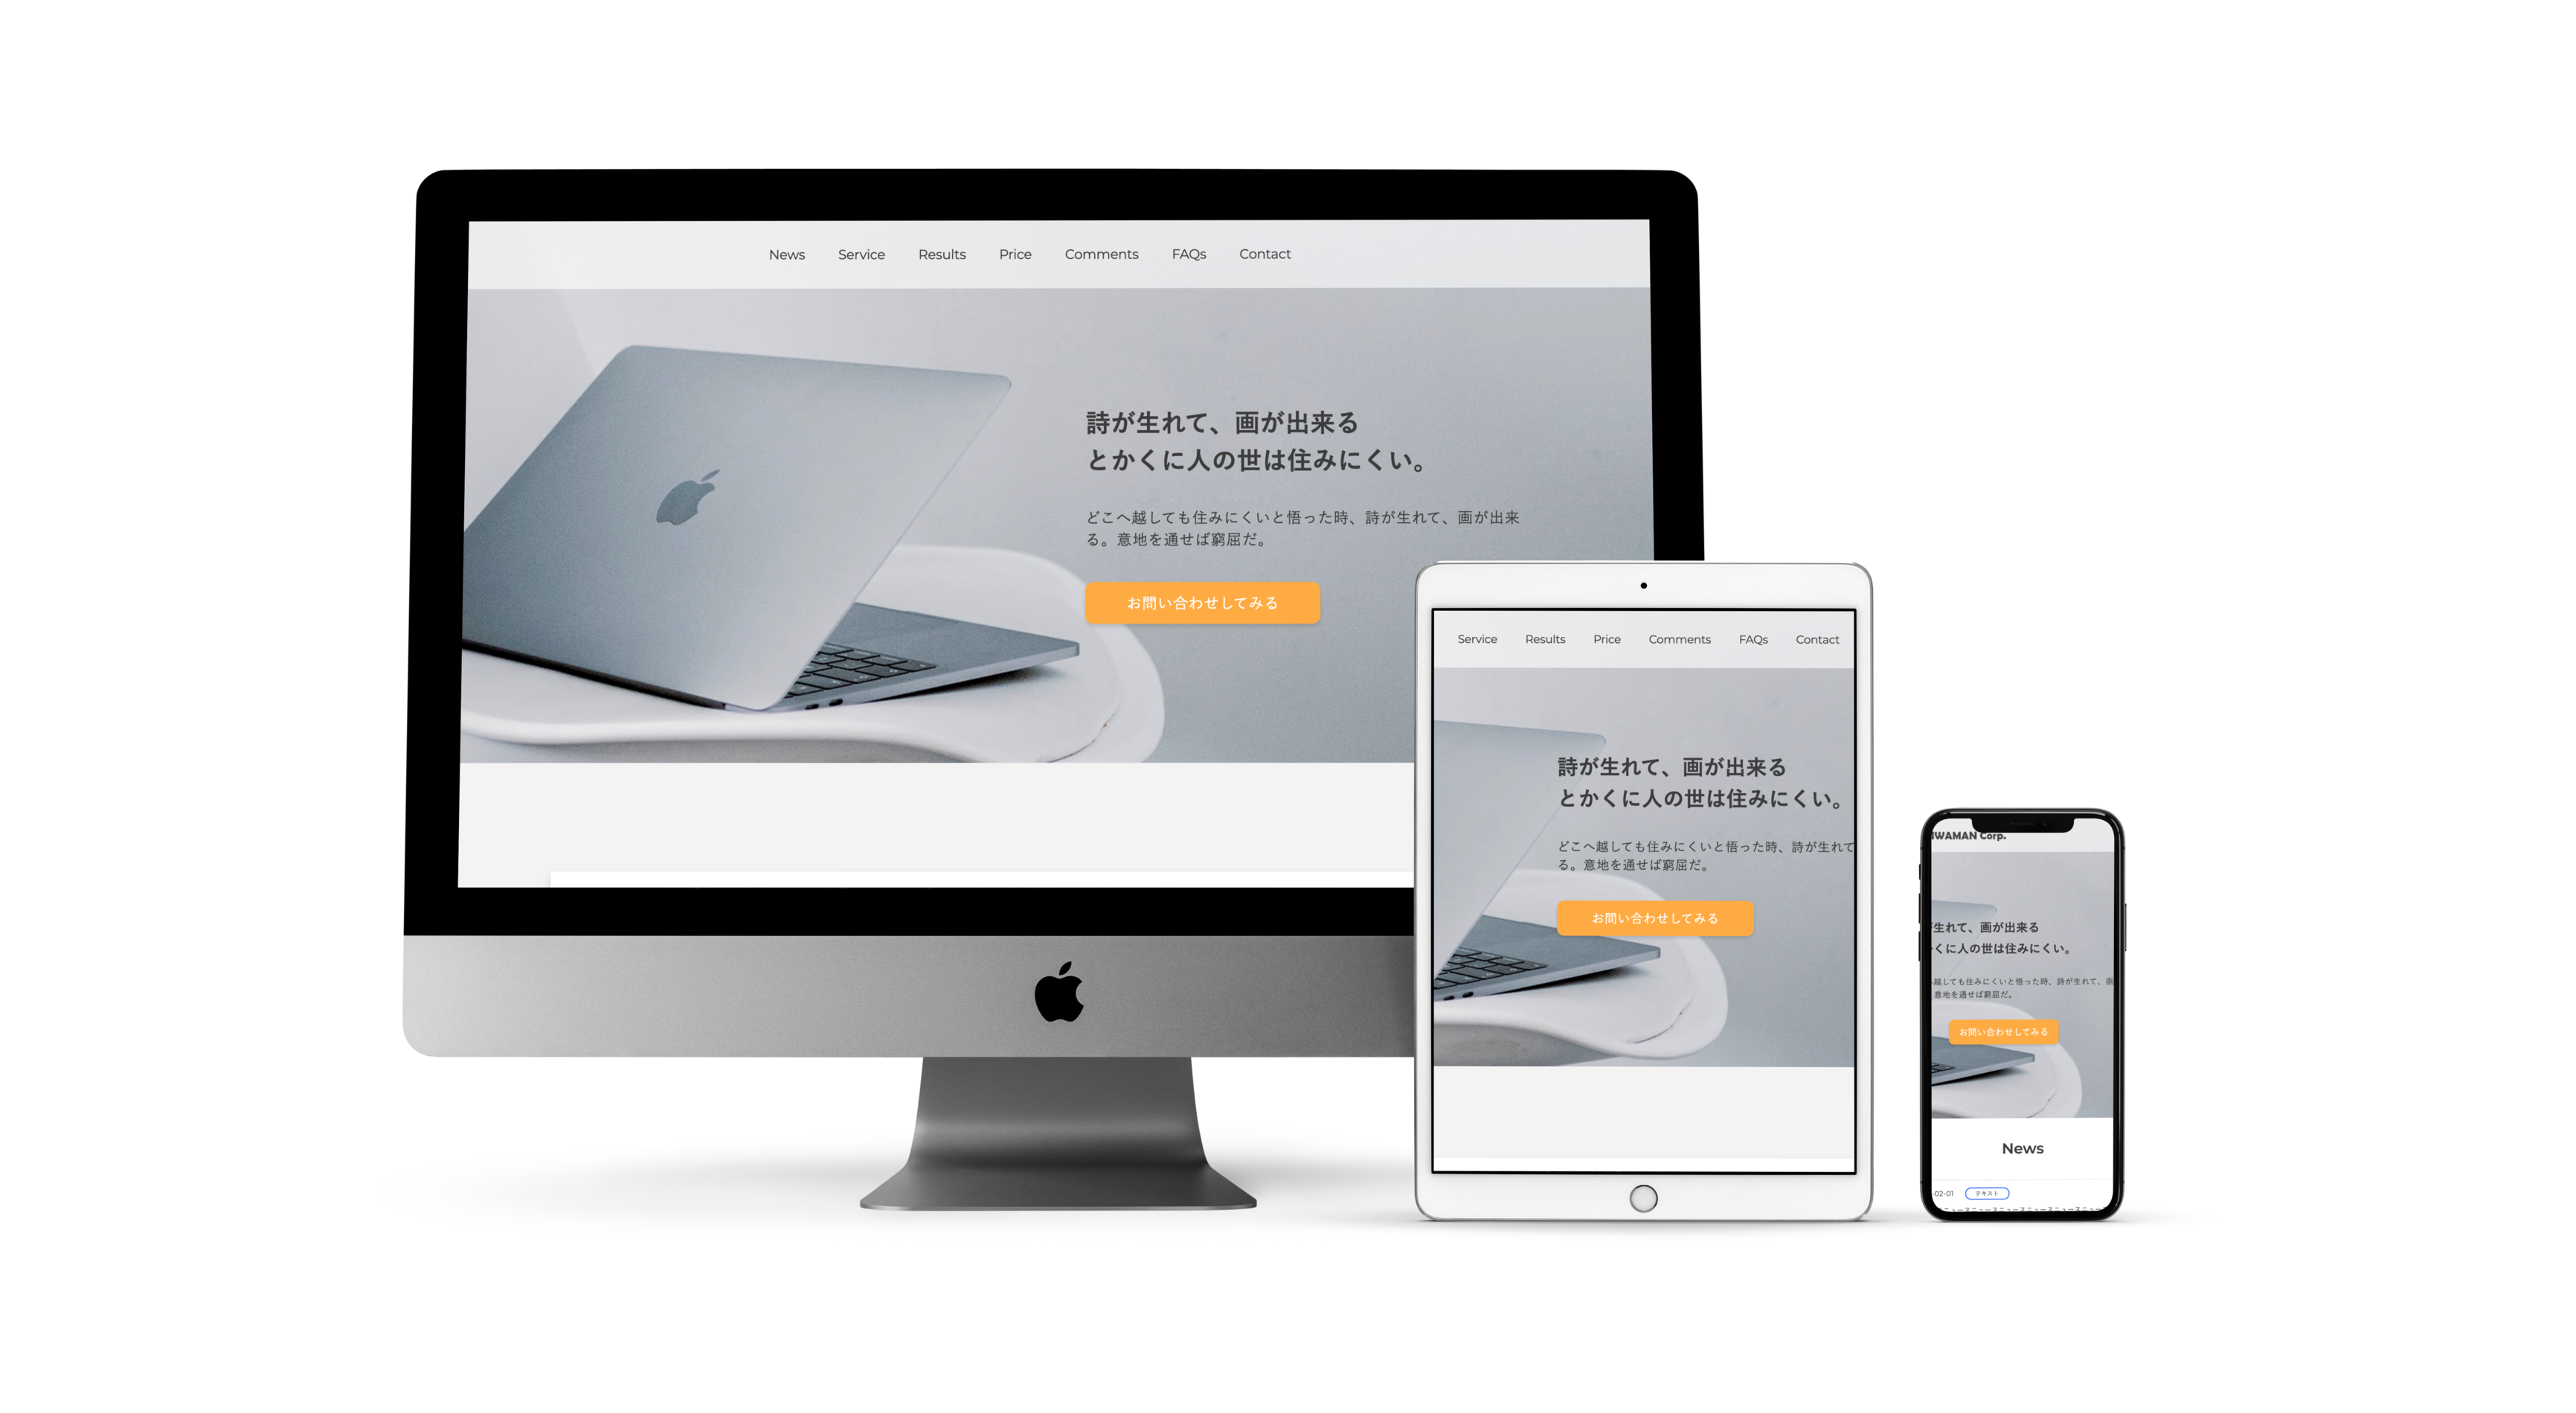 News Service Results Price Comments FAQs Contact
詩が生れて、画が出来る
とかくに人の世は住みにくい。
どこへ越しても住みにくいと悟った時、詩が生れて、画が出来
る。意地を通せば窮屈だ。
お問い合わせしてみる
Service Results Price Comments FAQs Contact
詩が生れて、画が出来る
とかくに人の世は住みにくい。
どこへ越しても住みにくいと悟った時、詩が生れて
る。意地を通せば窮屈だ。
お問い合わせしてみる
WAMAN Corp.
生れて、画が出来る
くに人の世は住みにくい。
越しても住みにくいと悟った時、詩が生れて、画
意地を通せば窮屈だ。
お問い合わせしてみる
News
-02-01 テキスト